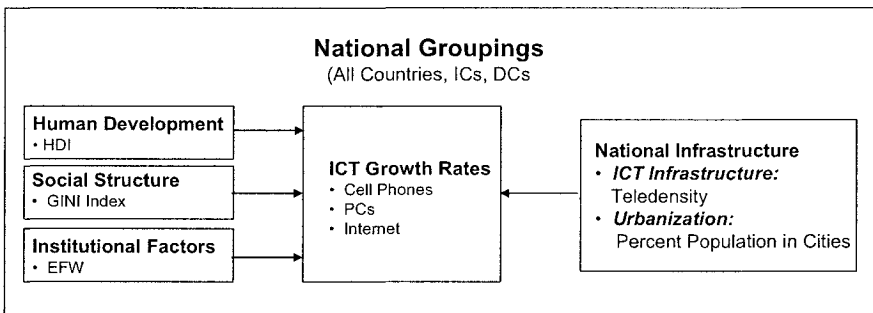 National Groupings
(All Countries, ICs, DCs
Human Development
• HDI
Social Structure
• GINI Index
Institutional Factors
• EFW
ICT Growth Rates
• Cell Phones
• PCs
• Internet
National Infrastructure
• ICT Infrastructure:
Teledensity
• Urbanization:
Percent Population in Cities